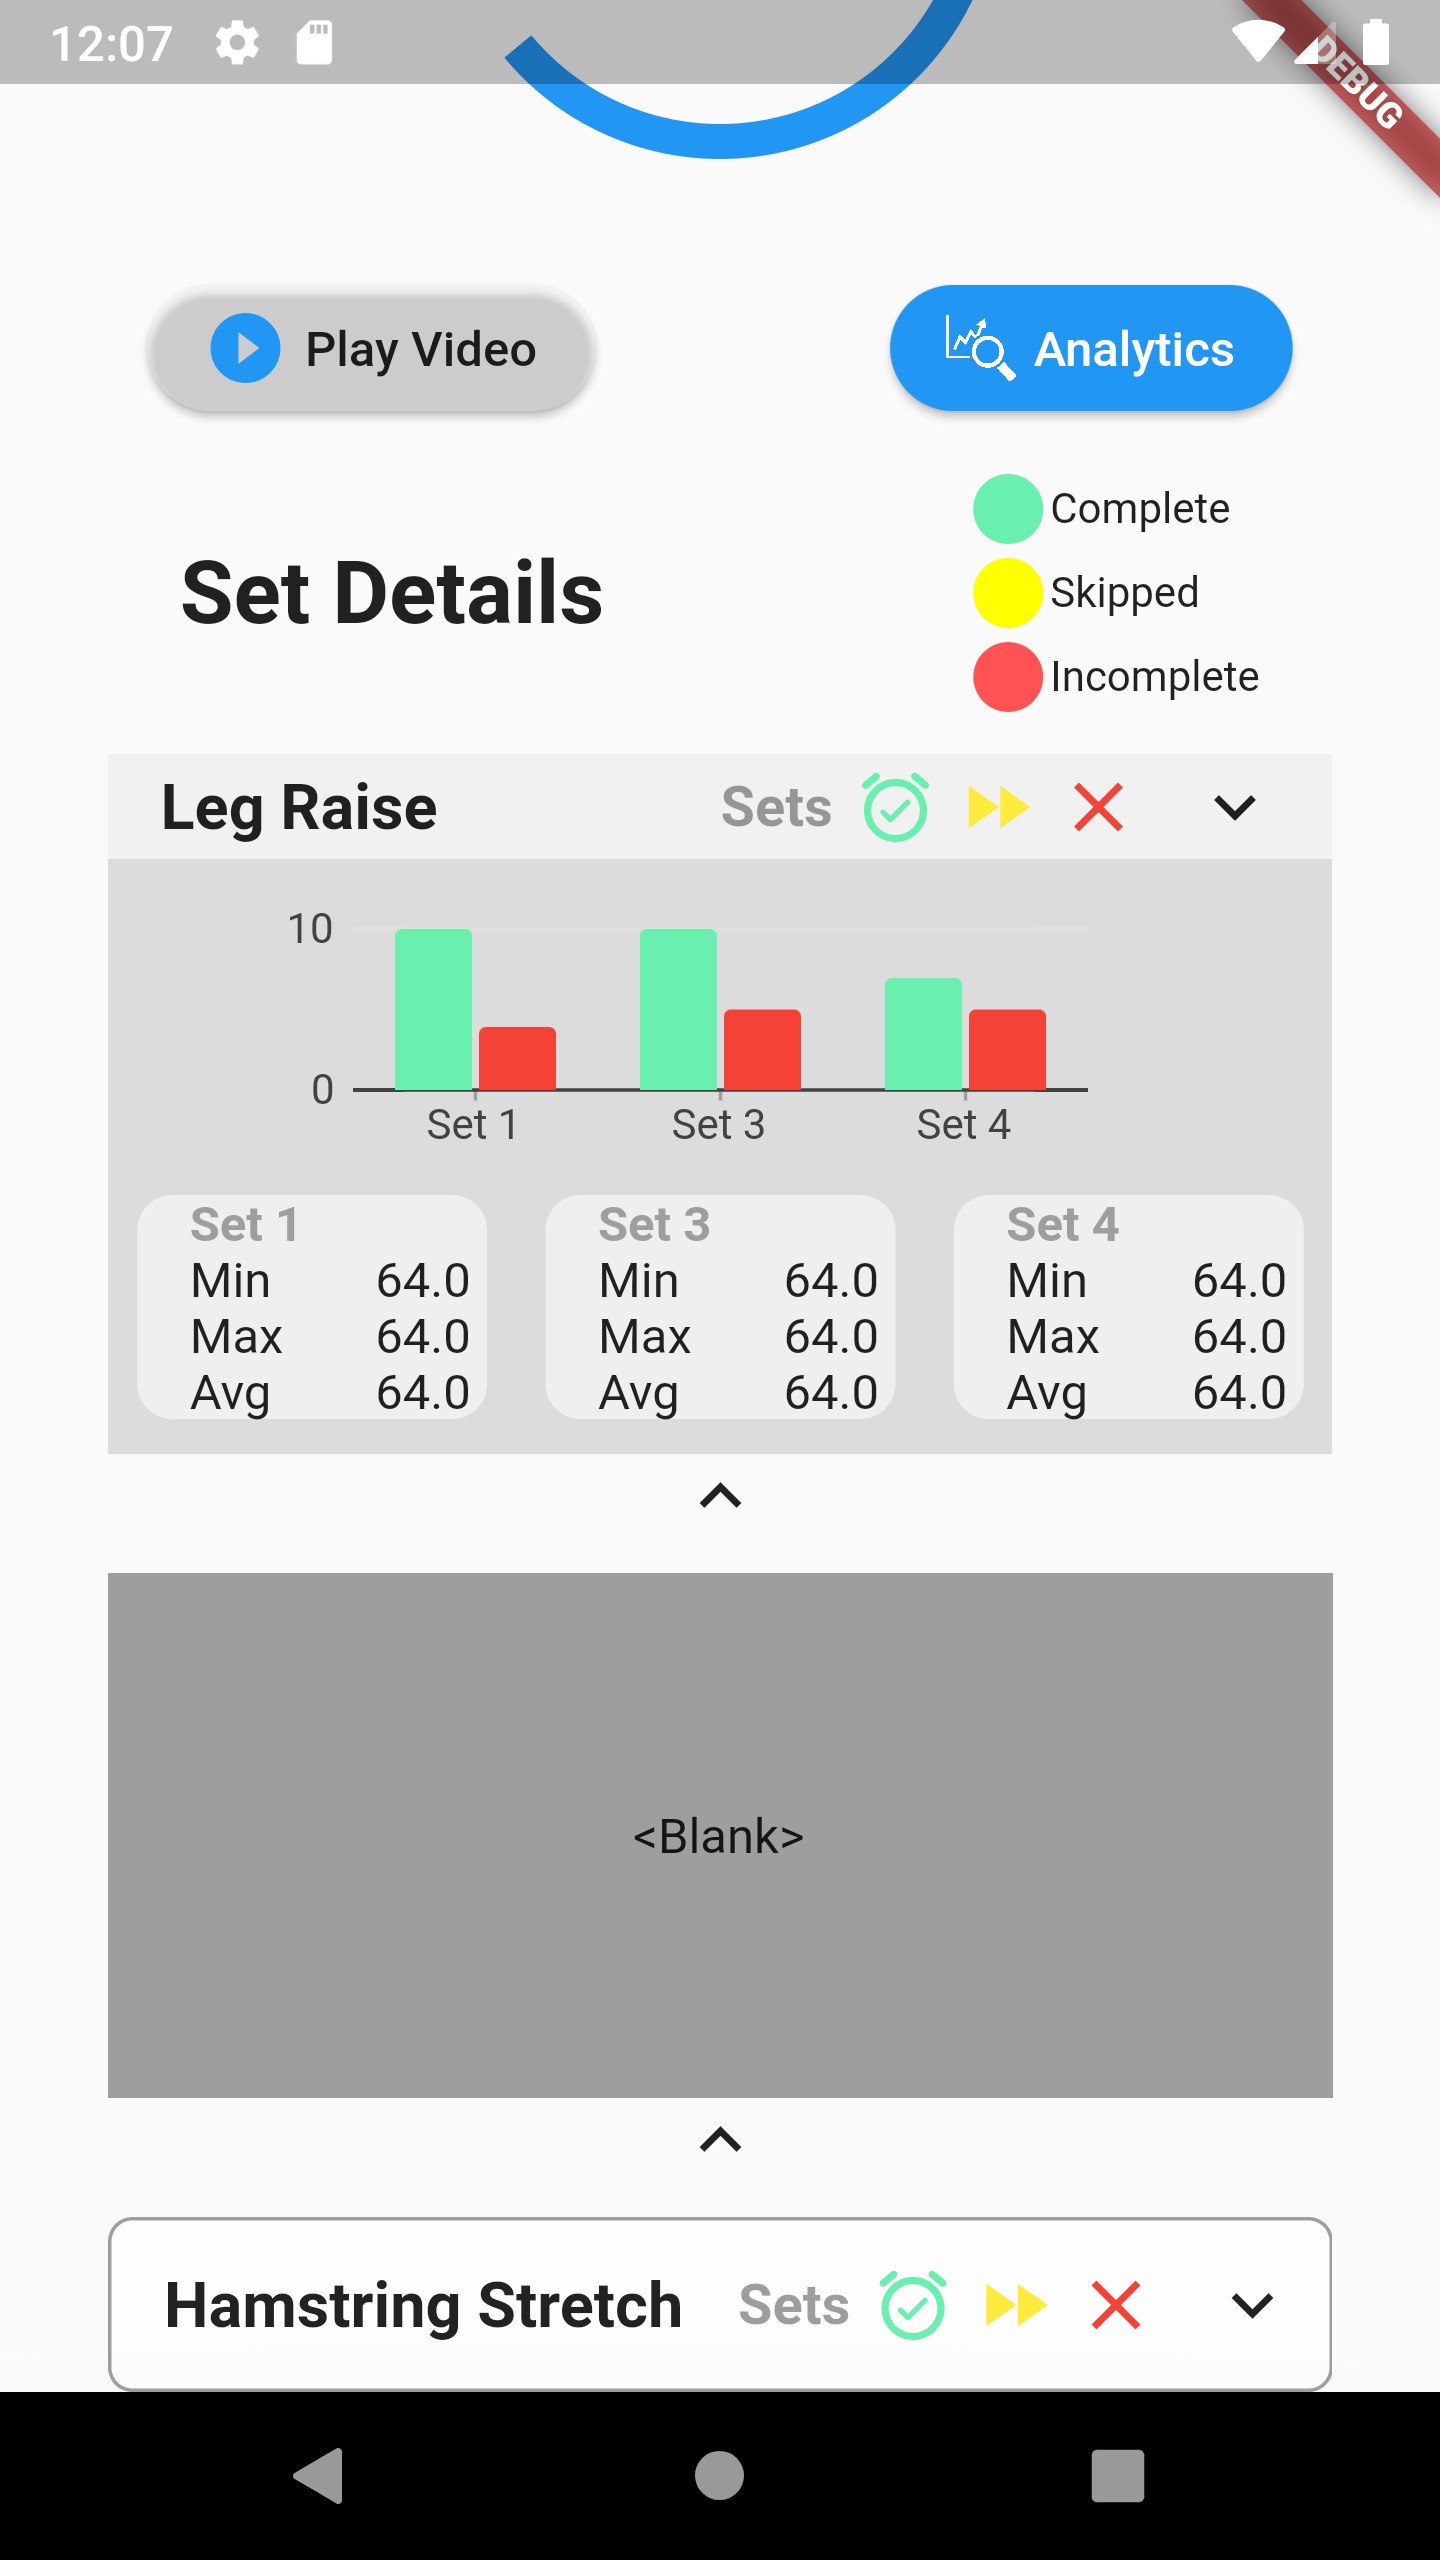 12:07
DEBUG
Play Video
Analytics
Complete
Set Details
Skipped
Incomplete
Leg Raise Sets
10
0
Set 1 Set 3 Set 4
Set 1 Set 3 Set 4
Min 64.0 Min 64.0 Min 64.0
Max 64.0 Max 64.0 Max 64.0
Avg 64.0 Avg 64.0 Avg 64.0
<Blank>
Hamstring Stretch Sets